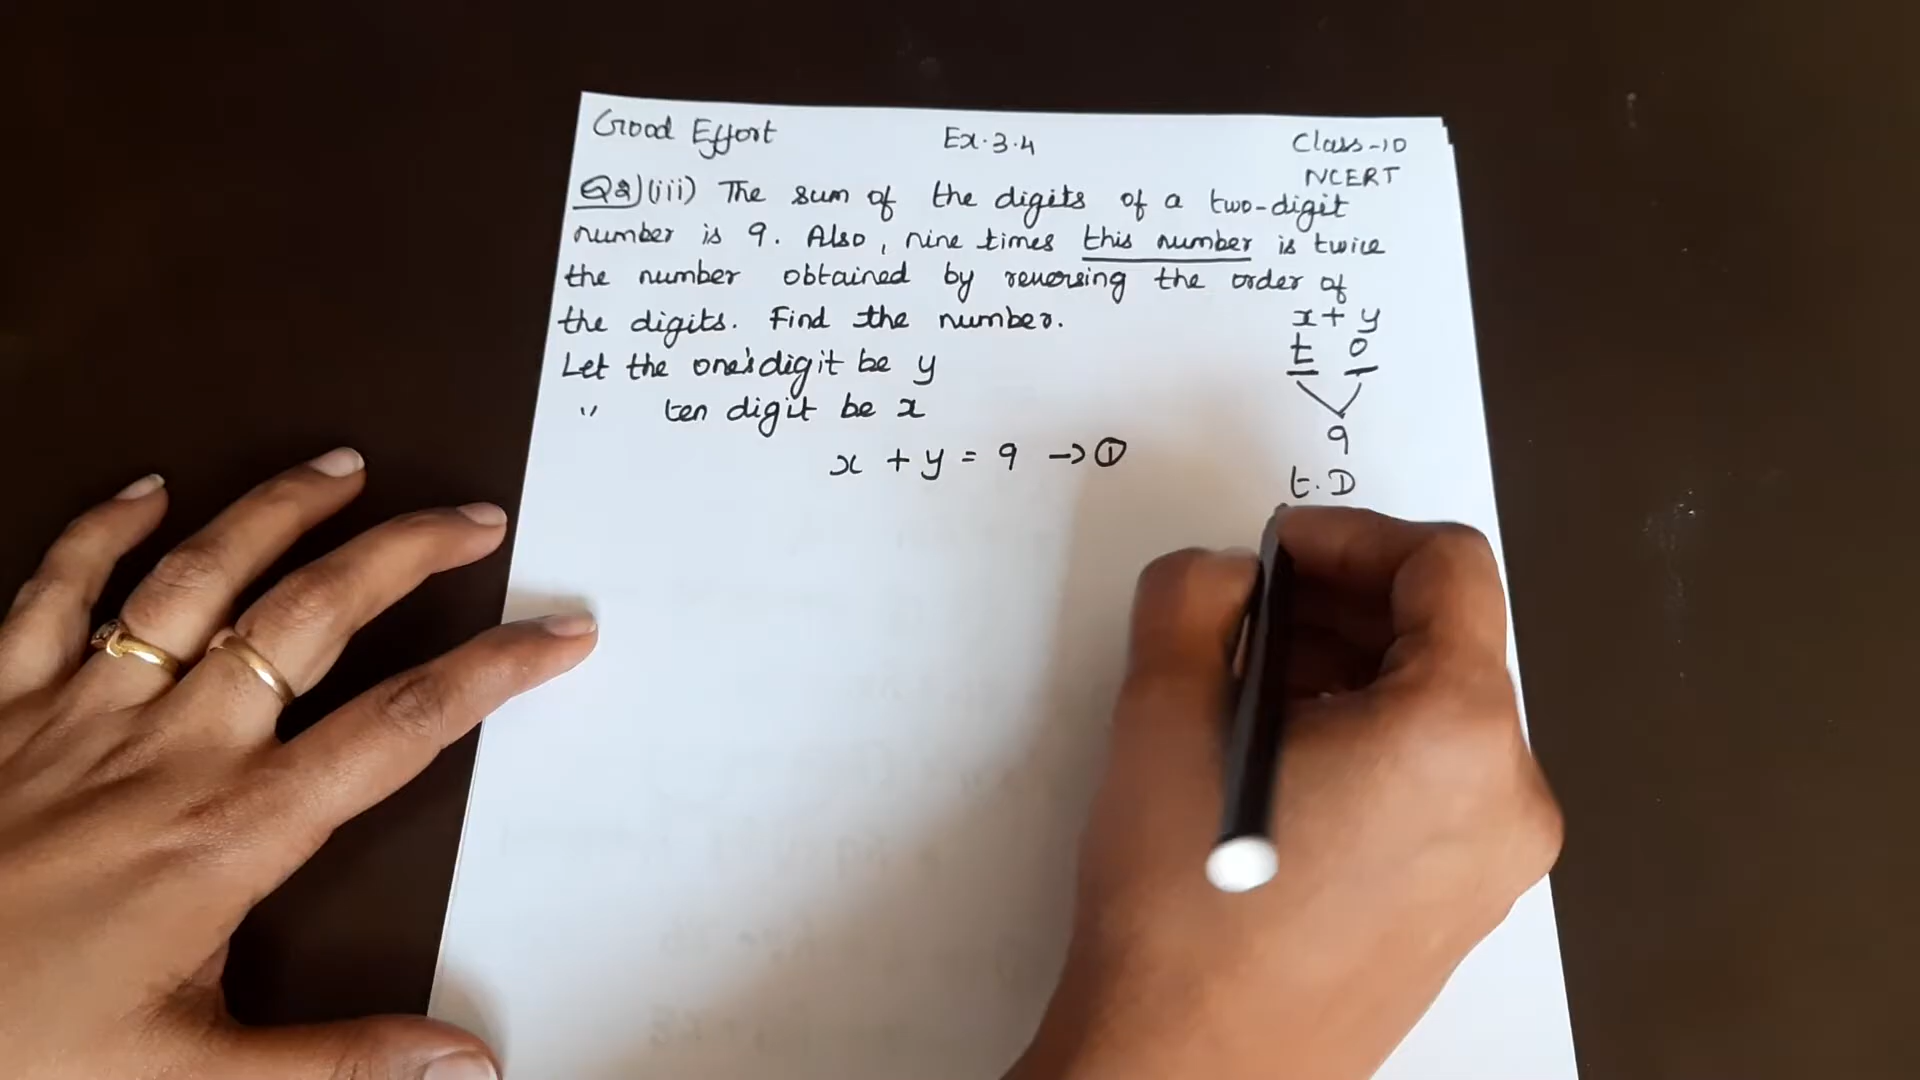 Good Effort Ex.3.4 Class-10
NCERT
Q2)(iii) The sum of the digits of a two-digit
number is 9. Also, nine times this number is twice
the number obtained by reversing the order of
the digits. Find the number.
x + y
t o
9
t.D
Let the one's digit be y
" ten digit be x
x + y = 9 → ①